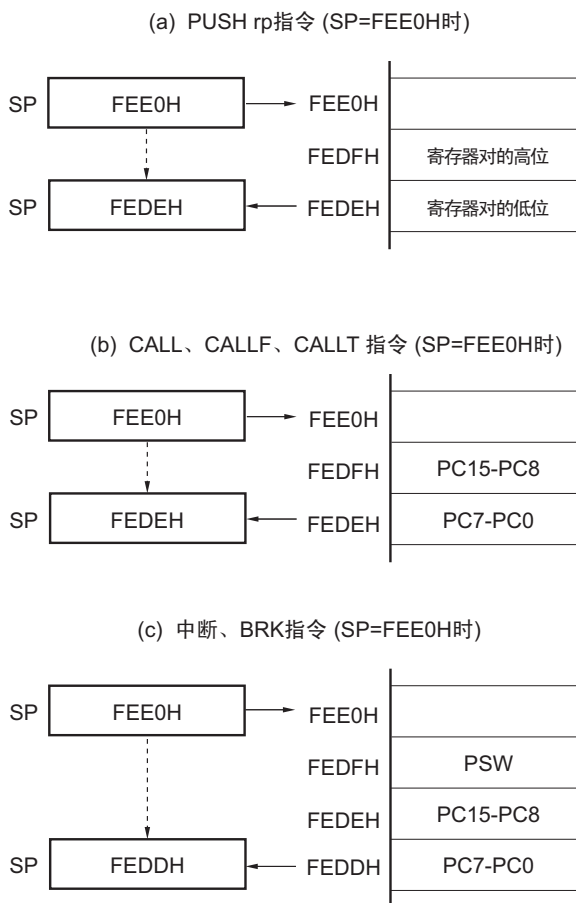 (a) PUSH rp指令 (SP=FEE0H时)
SP FEE0H FEE0H
FEDFH 寄存器对的高位
SP FEDEH FEDEH 寄存器对的低位
(b) CALL、CALLF、CALLT 指令 (SP=FEE0H时)
SP FEE0H FEE0H
FEDFH PC15-PC8
SP FEDEH FEDEH PC7-PC0
(c) 中断、BRK指令 (SP=FEE0H时)
SP FEE0H FEE0H
FEDFH PSW
FEDEH PC15-PC8
SP FEDDH FEDDH PC7-PC0